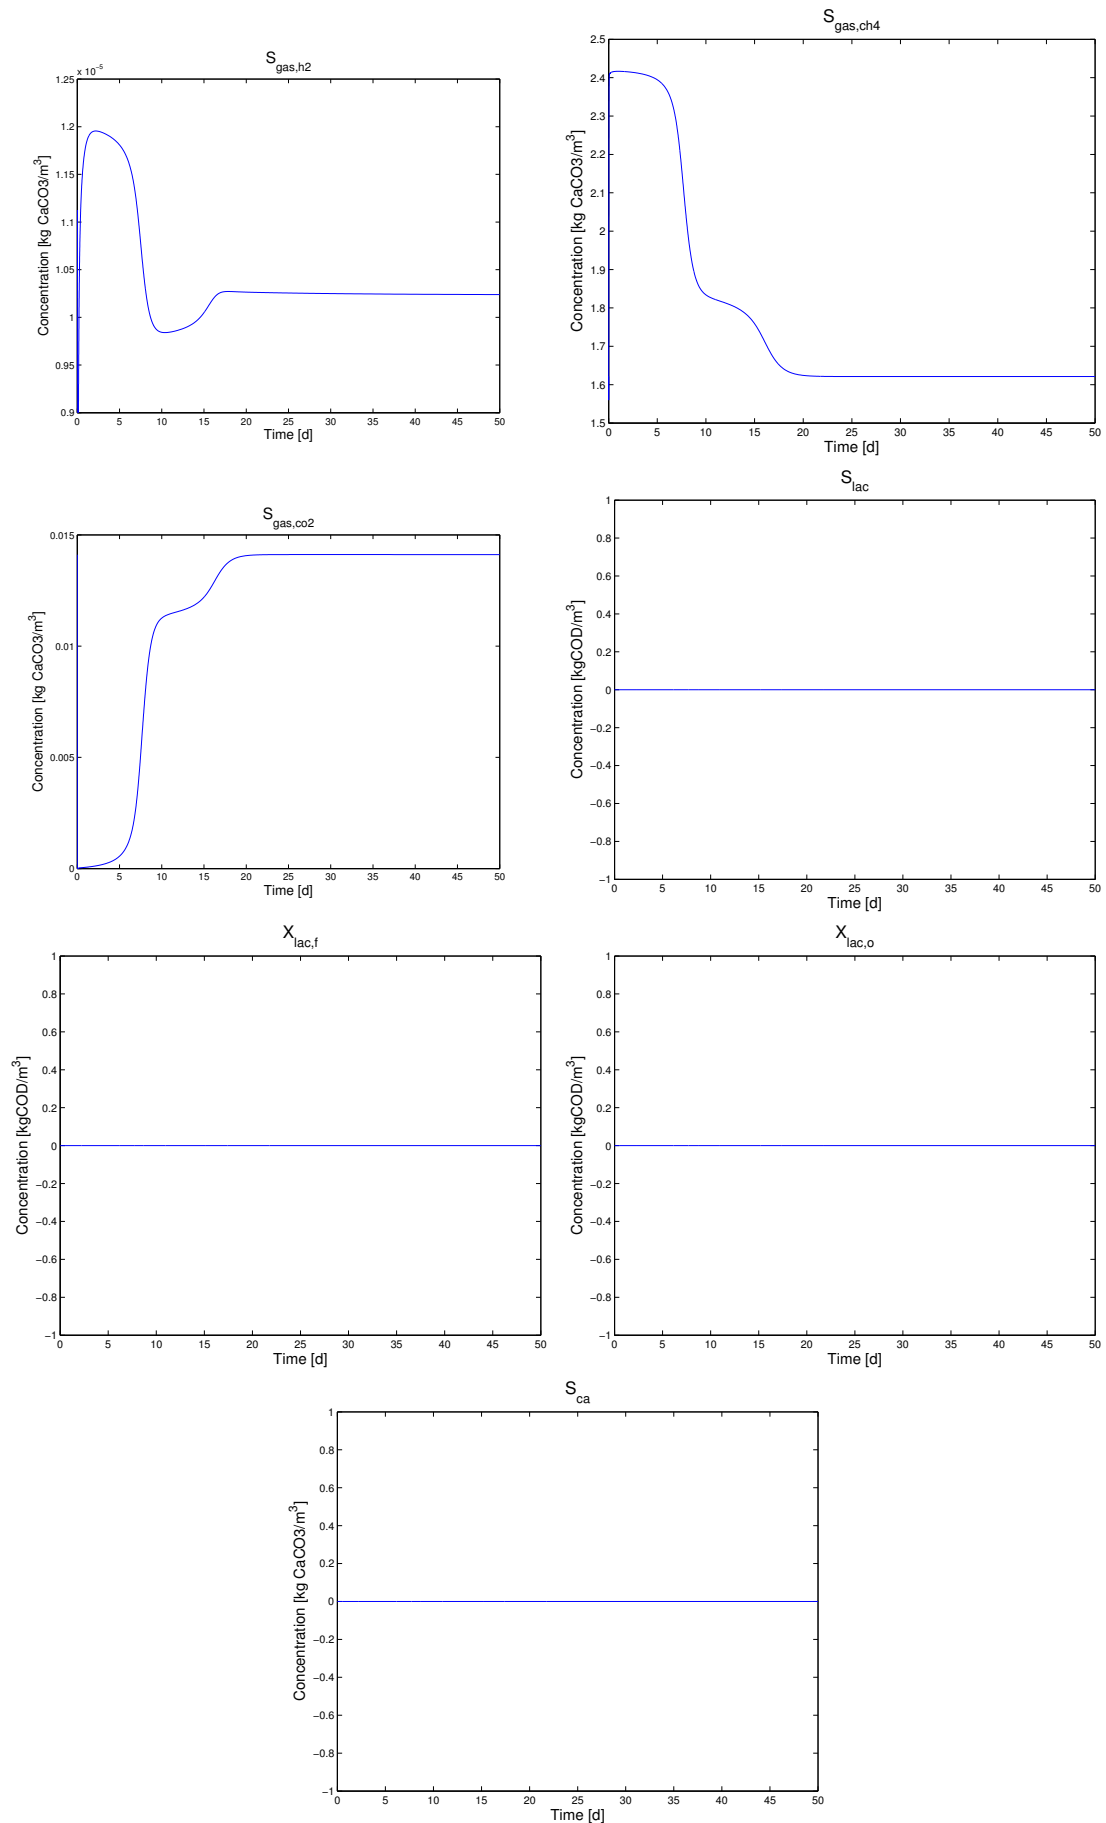 S_gas,h2
x 10^-5
1.25
1.2
1.15
1.1
1.05
1
0.95
0.9
Concentration [kg CaCO3/m^3]
0 5 10 15 20 25 30 35 40 45 50
Time [d]
S_gas,ch4
2.5
2.4
2.3
2.2
2.1
2
1.9
1.8
1.7
1.6
1.5
Concentration [kg CaCO3/m^3]
0 5 10 15 20 25 30 35 40 45 50
Time [d]
S_gas,co2
0.015
0.01
0.005
0
Concentration [kg CaCO3/m^3]
0 5 10 15 20 25 30 35 40 45 50
Time [d]
S_lac
1
0.8
0.6
0.4
0.2
0
−0.2
−0.4
−0.6
−0.8
−1
Concentration [kgCOD/m^3]
0 5 10 15 20 25 30 35 40 45 50
Time [d]
X_lac,f
1
0.8
0.6
0.4
0.2
0
−0.2
−0.4
−0.6
−0.8
−1
Concentration [kgCOD/m^3]
0 5 10 15 20 25 30 35 40 45 50
Time [d]
X_lac,o
1
0.8
0.6
0.4
0.2
0
−0.2
−0.4
−0.6
−0.8
−1
Concentration [kgCOD/m^3]
0 5 10 15 20 25 30 35 40 45 50
Time [d]
S_ca
1
0.8
0.6
0.4
0.2
0
−0.2
−0.4
−0.6
−0.8
−1
Concentration [kg CaCO3/m^3]
0 5 10 15 20 25 30 35 40 45 50
Time [d]